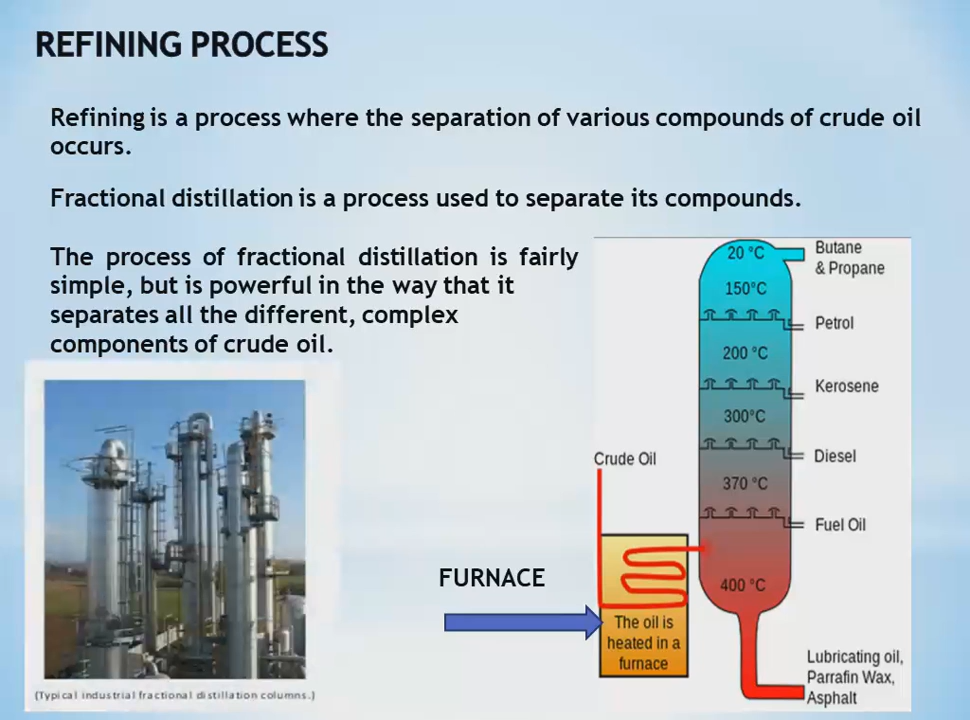 REFINING PROCESS
Refining is a process where the separation of various compounds of crude oil
occurs.
Fractional distillation is a process used to separate its compounds.
The process of fractional distillation is fairly
simple, but is powerful in the way that it
separates all the different, complex
components of crude oil.
(Typical industrial fractional distillation columns.)
FURNACE
Crude Oil
The oil is
heated in a
furnace
20 °C
150°C
200 °C
300°C
370 °C
400 °C
Butane
& Propane
Petrol
Kerosene
Diesel
Fuel Oil
Lubricating oil,
Parrafin Wax,
Asphalt